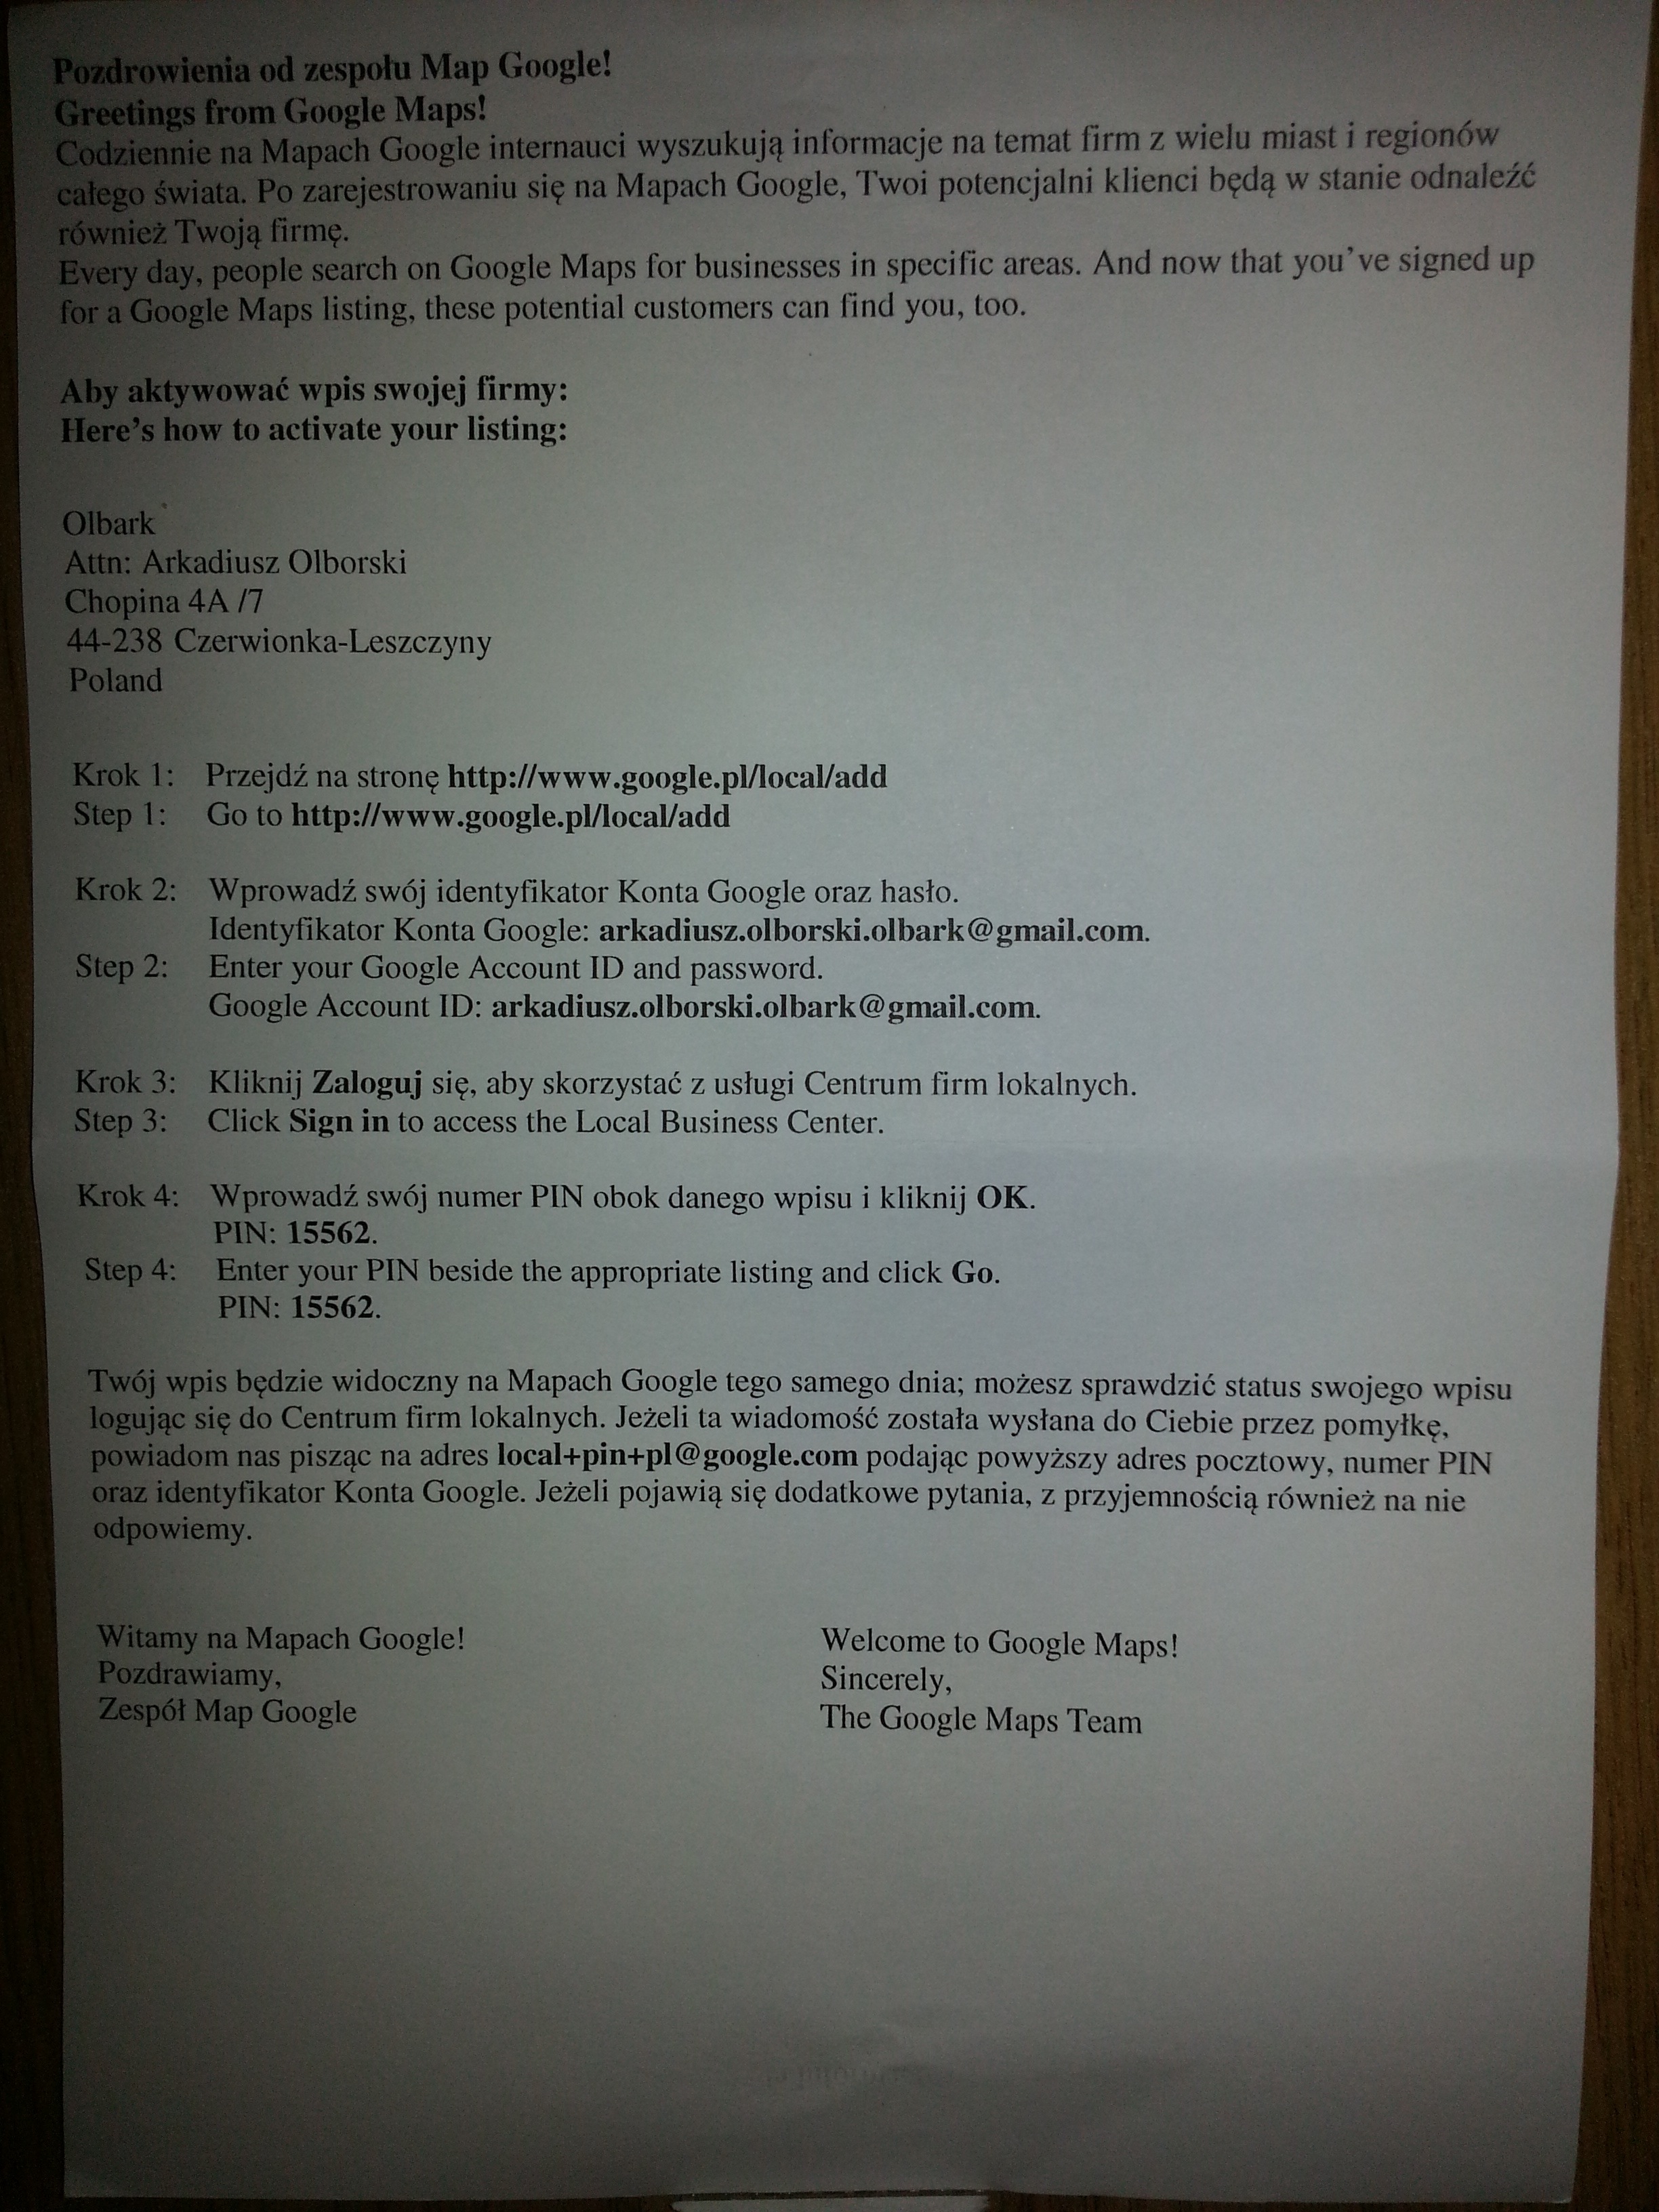 Pozdrowienia od zespołu Map Google!
Greetings from Google Maps!
Codziennie na Mapach Google internauci wyszukują informacje na temat firm z wielu miast i regionów
całego świata. Po zarejestrowaniu się na Mapach Google, Twoi potencjalni klienci będą w stanie odnaleźć
również Twoją firmę.
Every day, people search on Google Maps for businesses in specific areas. And now that you've signed up
for a Google Maps listing, these potential customers can find you, too.
Aby aktywować wpis swojej firmy:
Here's how to activate your listing:
Olbark
Attn: Arkadiusz Olborski
Chopina 4A /7
44-238 Czerwionka-Leszczyny
Poland
Krok 1: Przejdź na stronę http://www.google.pl/local/add
Step 1: Go to http://www.google.pl/local/add
Krok 2: Wprowadź swój identyfikator Konta Google oraz hasło.
Identyfikator Konta Google: arkadiusz.olborski.olbark@gmail.com.
Step 2: Enter your Google Account ID and password.
Google Account ID: arkadiusz.olborski.olbark@gmail.com.
Krok 3: Kliknij Zaloguj się, aby skorzystać z usługi Centrum firm lokalnych.
Step 3: Click Sign in to access the Local Business Center.
Krok 4: Wprowadź swój numer PIN obok danego wpisu i kliknij OK.
PIN: 15562.
Step 4: Enter your PIN beside the appropriate listing and click Go.
PIN: 15562.
Twój wpis będzie widoczny na Mapach Google tego samego dnia; możesz sprawdzić status swojego wpisu
logując się do Centrum firm lokalnych. Jeżeli ta wiadomość została wysłana do Ciebie przez pomyłkę,
powiadom nas pisząc na adres local+pin+pl@google.com podając powyższy adres pocztowy, numer PIN
oraz identyfikator Konta Google. Jeżeli pojawią się dodatkowe pytania, z przyjemnością również na nie
odpowiemy.
Witamy na Mapach Google!
Pozdrawiamy,
Zespół Map Google
Welcome to Google Maps!
Sincerely,
The Google Maps Team